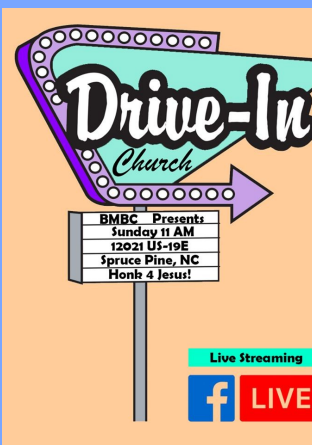 Drive-In
Church
BMBC Presents
Sunday 11 AM
12021 US-19E
Spruce Pine, NC
Honk 4 Jesus!
Live Streaming
f LIVE